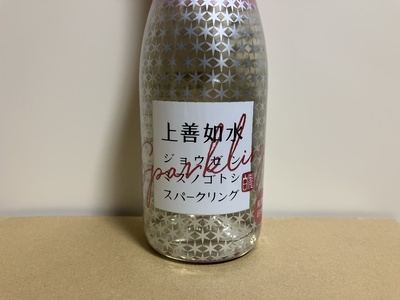 上善如水
ジョウゼン
ミズノゴトシ
スパークリング
Sparkling